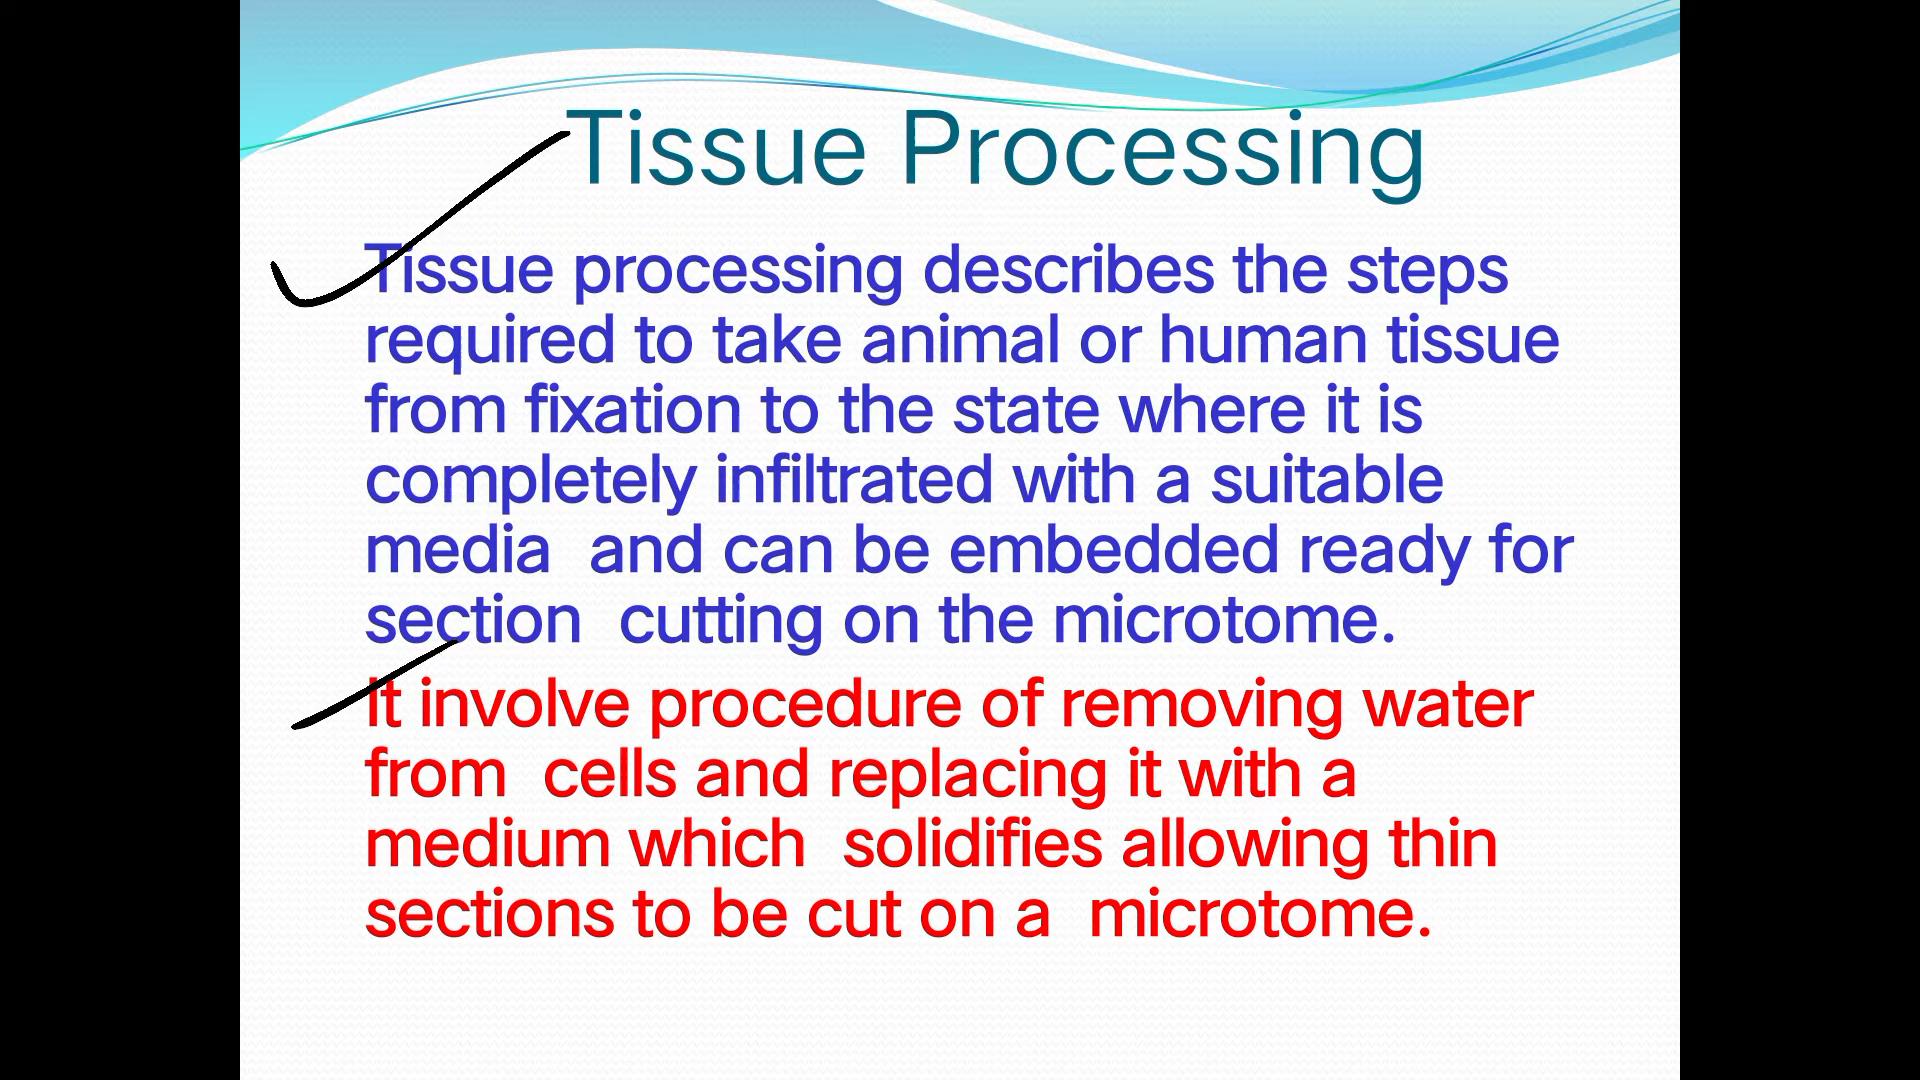 Tissue Processing
Tissue processing describes the steps
required to take animal or human tissue
from fixation to the state where it is
completely infiltrated with a suitable
media and can be embedded ready for
section cutting on the microtome.
It involve procedure of removing water
from cells and replacing it with a
medium which solidifies allowing thin
sections to be cut on a microtome.